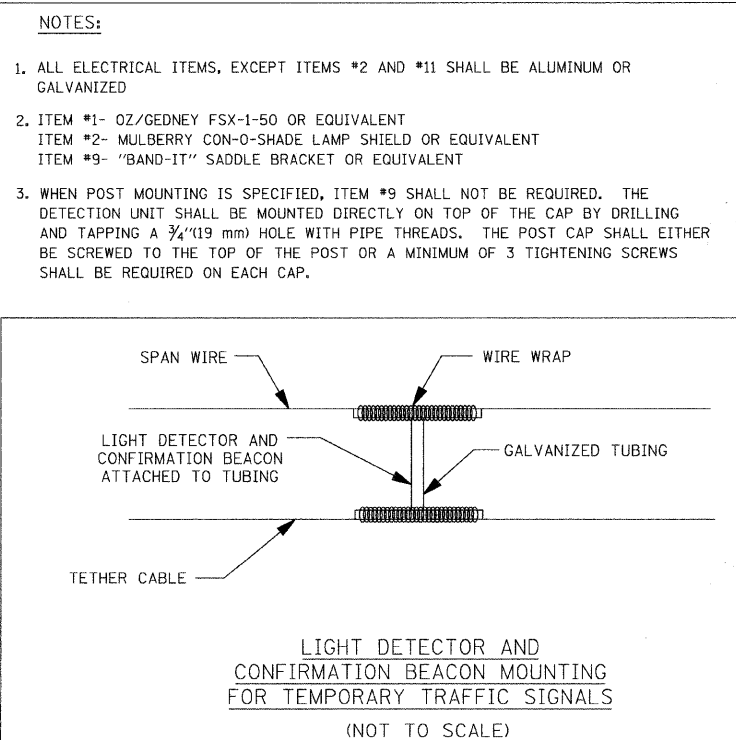 NOTES:
1. ALL ELECTRICAL ITEMS, EXCEPT ITEMS #2 AND #11 SHALL BE ALUMINUM OR
GALVANIZED
2. ITEM #1- OZ/GEDNEY FSX-1-50 OR EQUIVALENT
ITEM #2- MULBERRY CON-O-SHADE LAMP SHIELD OR EQUIVALENT
ITEM #9- "BAND-IT" SADDLE BRACKET OR EQUIVALENT
3. WHEN POST MOUNTING IS SPECIFIED, ITEM #9 SHALL NOT BE REQUIRED. THE
DETECTION UNIT SHALL BE MOUNTED DIRECTLY ON TOP OF THE CAP BY DRILLING
AND TAPPING A 3/4"(19 mm) HOLE WITH PIPE THREADS. THE POST CAP SHALL EITHER
BE SCREWED TO THE TOP OF THE POST OR A MINIMUM OF 3 TIGHTENING SCREWS
SHALL BE REQUIRED ON EACH CAP.
SPAN WIRE
WIRE WRAP
LIGHT DETECTOR AND
CONFIRMATION BEACON
ATTACHED TO TUBING
GALVANIZED TUBING
TETHER CABLE
LIGHT DETECTOR AND
CONFIRMATION BEACON MOUNTING
FOR TEMPORARY TRAFFIC SIGNALS
(NOT TO SCALE)